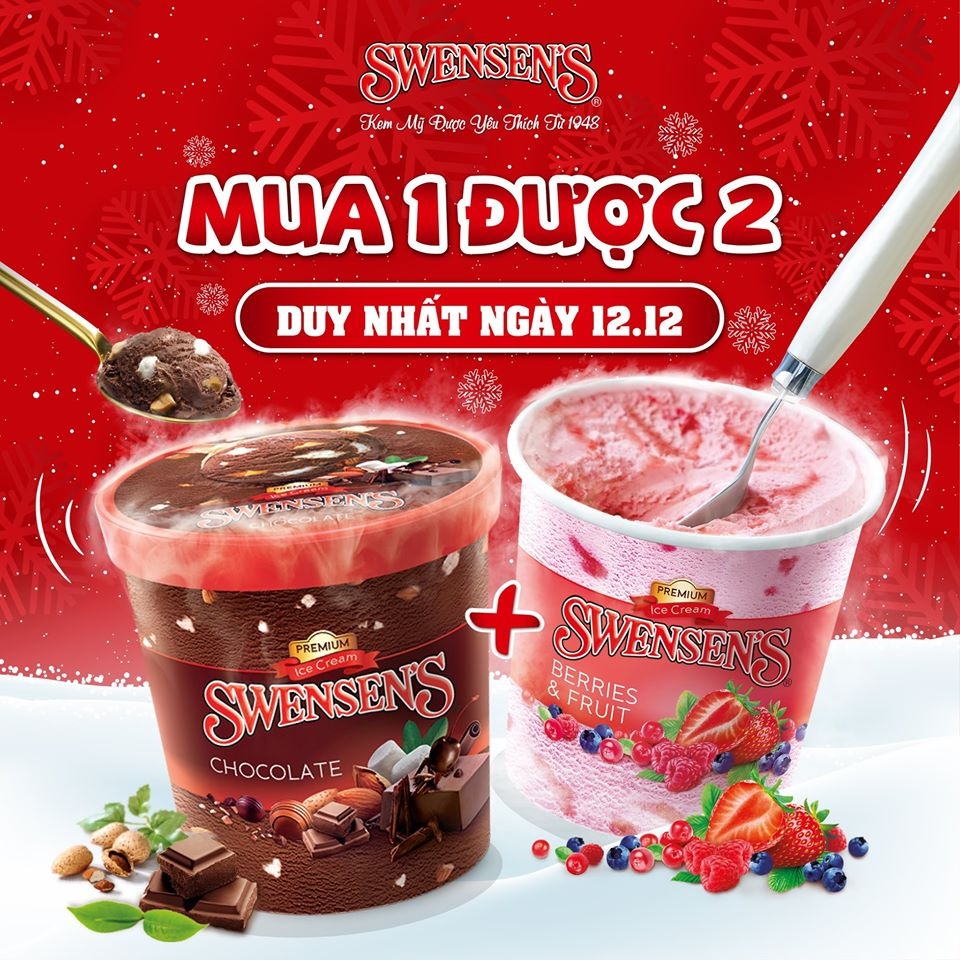 SWENSEN'S®
Kem Mỹ Được Yêu Thích Từ 1948
MUA 1 ĐƯỢC 2
DUY NHẤT NGÀY 12.12
PREMIUM
Ice Cream
SWENSEN'S
CHOCOLATE
PREMIUM
Ice Cream
SWENSEN'S
CHOCOLATE
+
PREMIUM
Ice Cream
SWENSEN'S®
BERRIES
& FRUIT